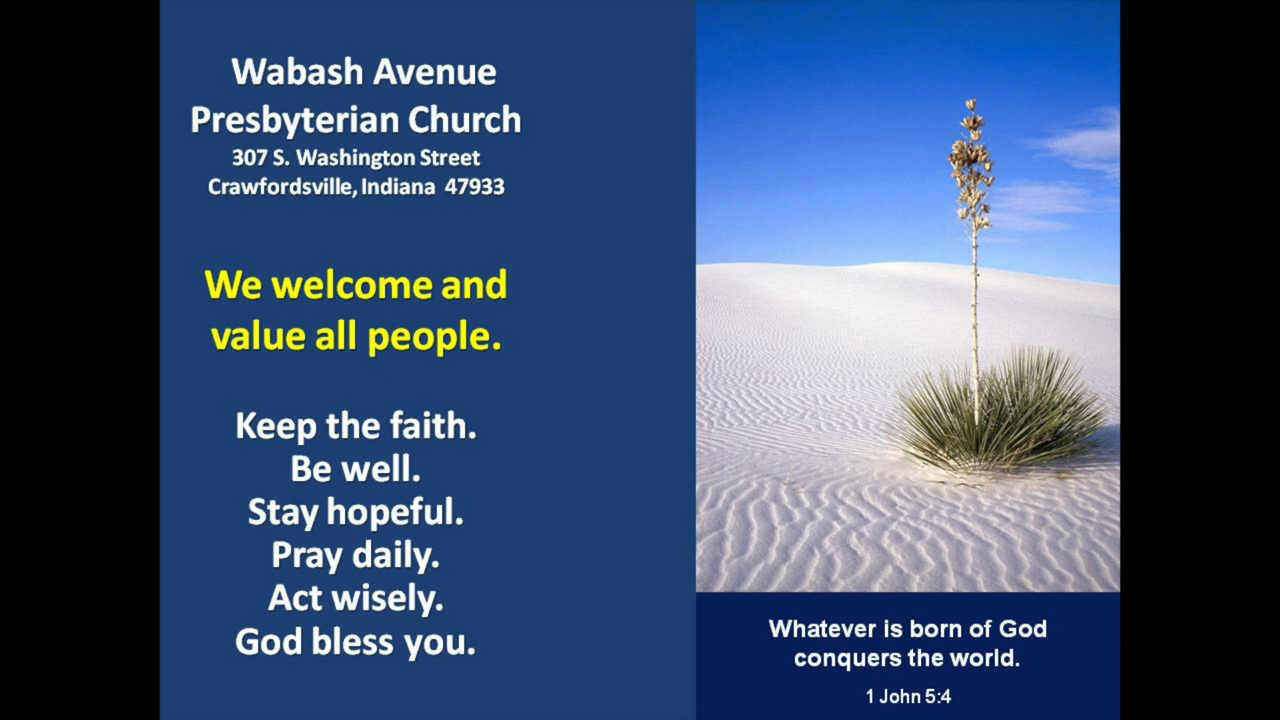 Wabash Avenue
Presbyterian Church
307 S. Washington Street
Crawfordsville, Indiana 47933
We welcome and
value all people.
Keep the faith.
Be well.
Stay hopeful.
Pray daily.
Act wisely.
God bless you.
Whatever is born of God
conquers the world.
1 John 5:4